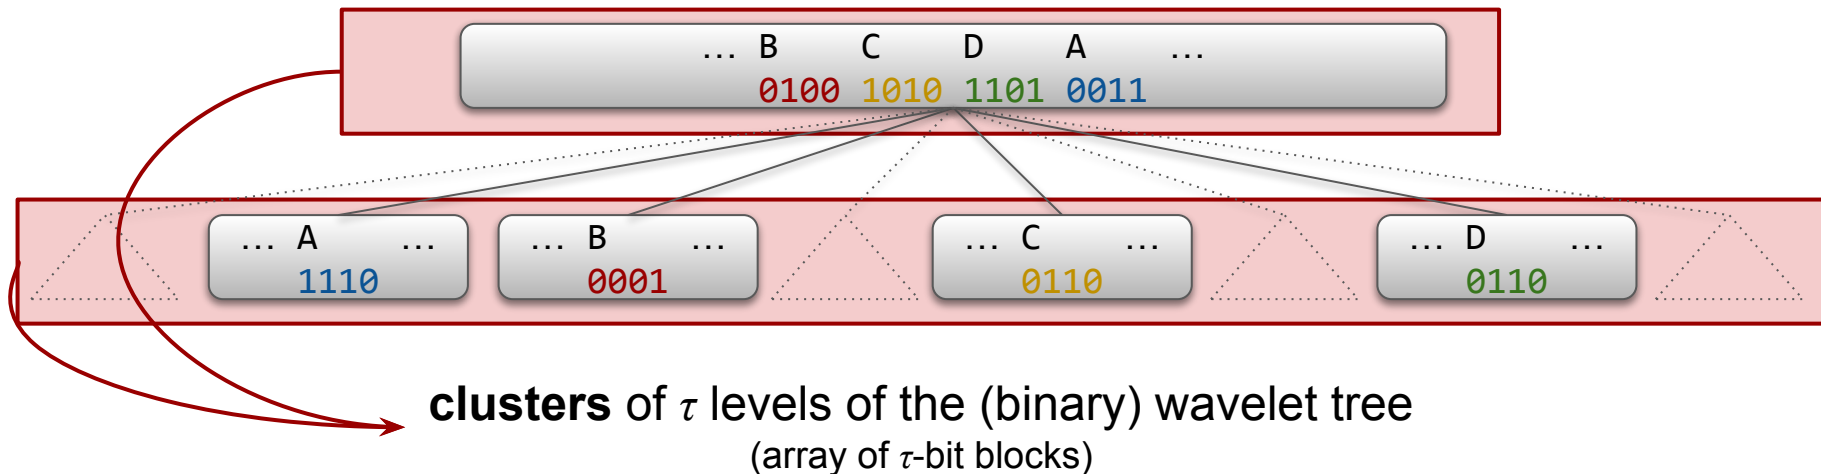 ... B C D A ...
0100 1010 1101 0011
... A ... ... B ... ... C ... ... D ...
1110 0001 0110 0110
clusters of τ levels of the (binary) wavelet tree
(array of τ-bit blocks)